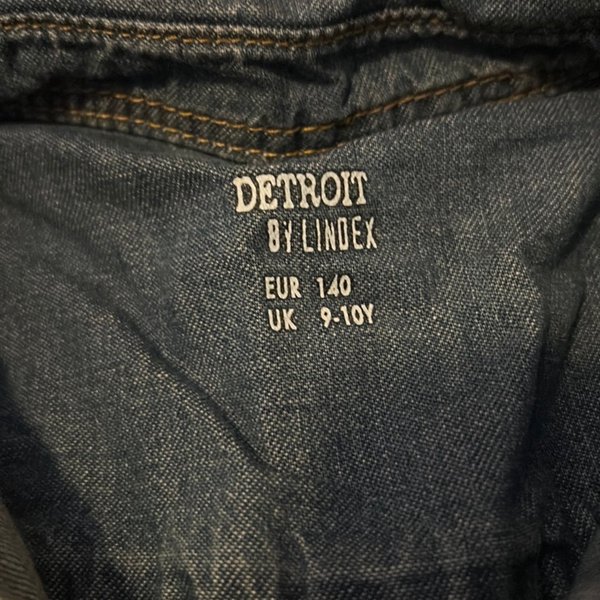 DETROIT
BY LINDEX
EUR 140
UK 9-10Y